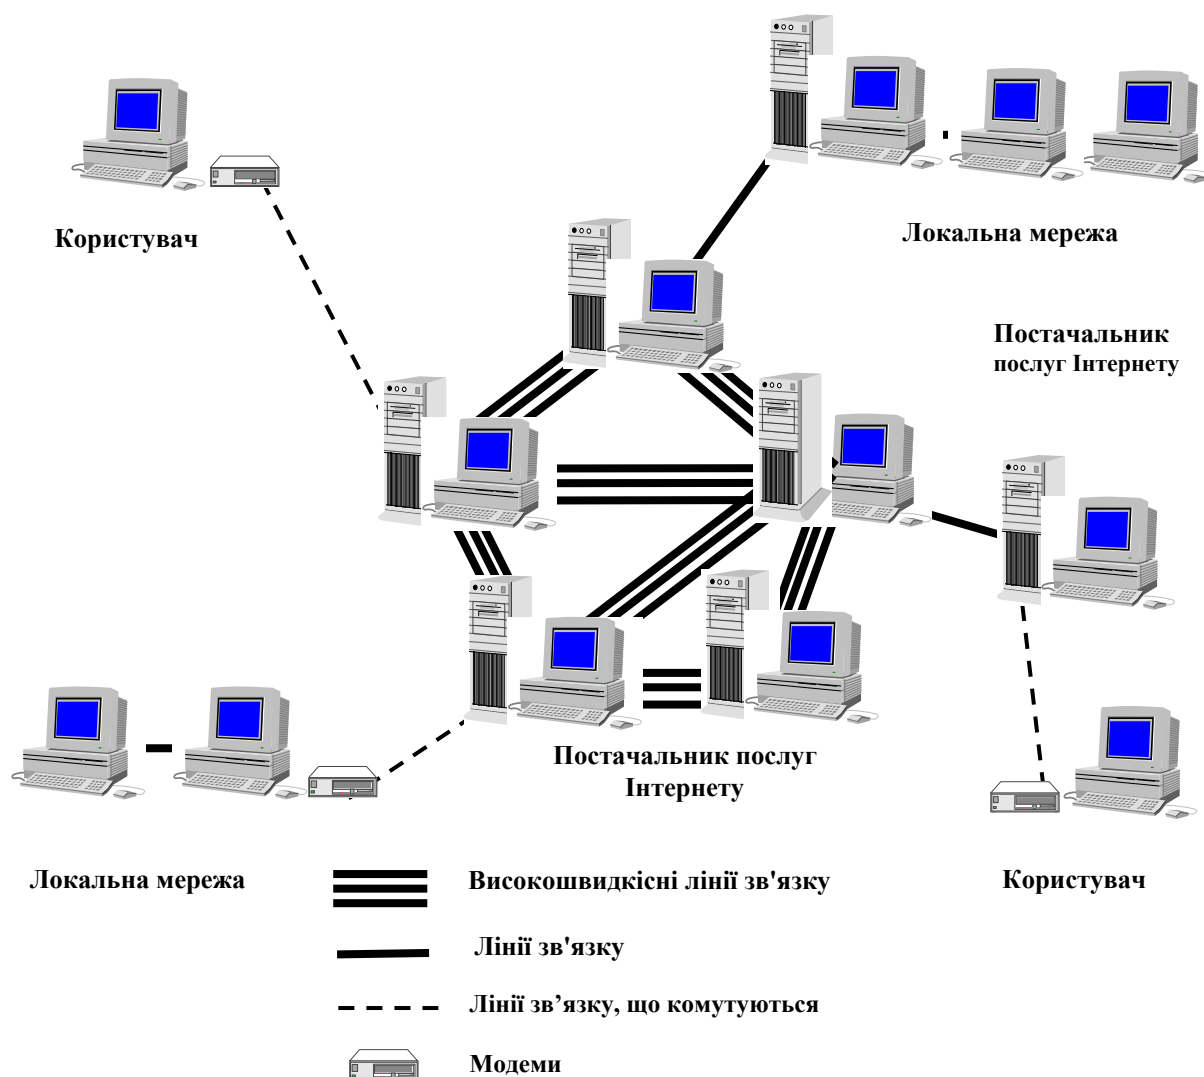 Користувач
Локальна мережа
Постачальник
послуг Інтернету
Постачальник послуг
Інтернету
Локальна мережа
Високошвидкісні лінії зв'язку
Користувач
Лінії зв'язку
Лінії зв’язку, що комутуються
Модеми